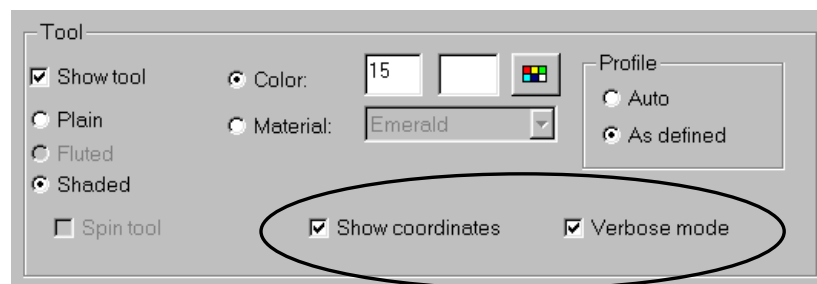 Tool
Show tool
Color:
15
Profile
Auto
As defined
Plain
Fluted
Shaded
Material:
Emerald
Spin tool
Show coordinates
Verbose mode